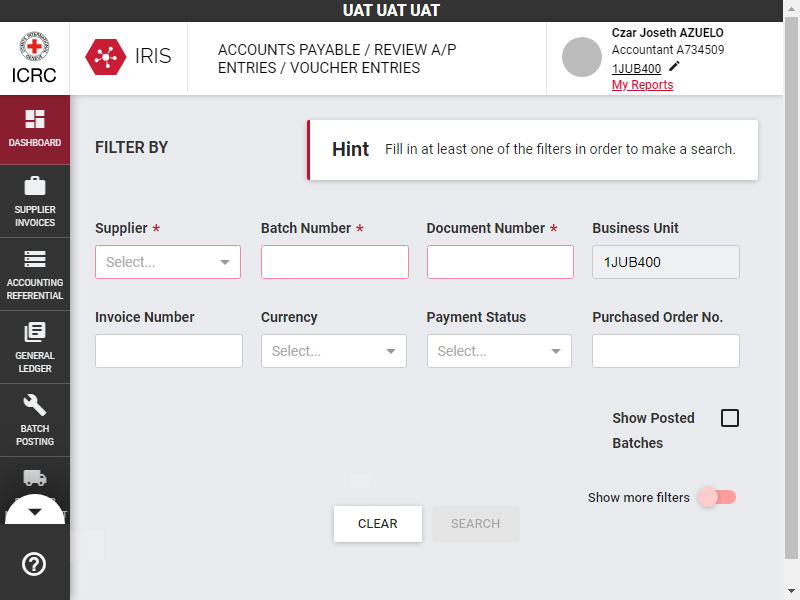 UAT UAT UAT
ICRC
IRIS
ACCOUNTS PAYABLE / REVIEW A/P
ENTRIES / VOUCHER ENTRIES
Czar Joseth AZUELO
Accountant A734509
1JUB400
My Reports
DASHBOARD
SUPPLIER
INVOICES
ACCOUNTING
REFERENTIAL
GENERAL
LEDGER
BATCH
POSTING
FILTER BY
Hint Fill in at least one of the filters in order to make a search.
Supplier * Batch Number * Document Number * Business Unit
Select... 1JUB400
Invoice Number Currency Payment Status Purchased Order No.
Select... Select...
Show Posted
Batches
Show more filters
CLEAR SEARCH